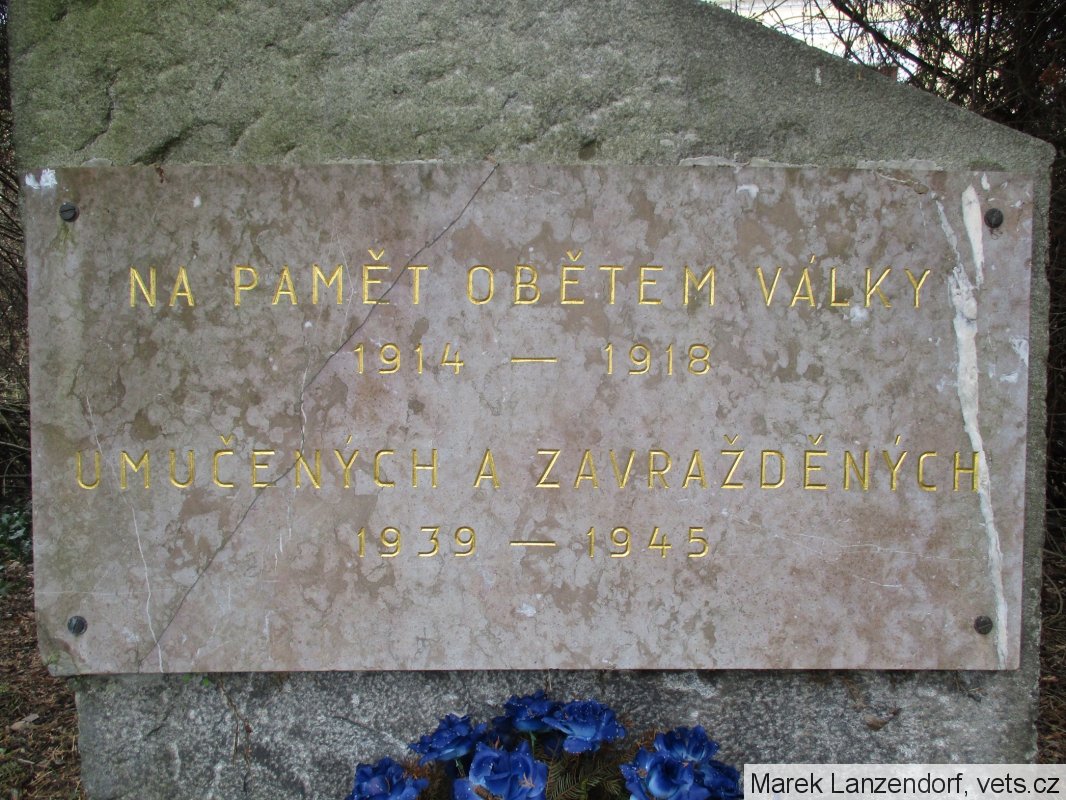 NA PAMĚT OBĚTEM VÁLKY
1914 — 1918
UMUČENÝCH A ZAVRAŽDĚNÝCH
1939 — 1945
Marek Lanzendorf, vets.cz